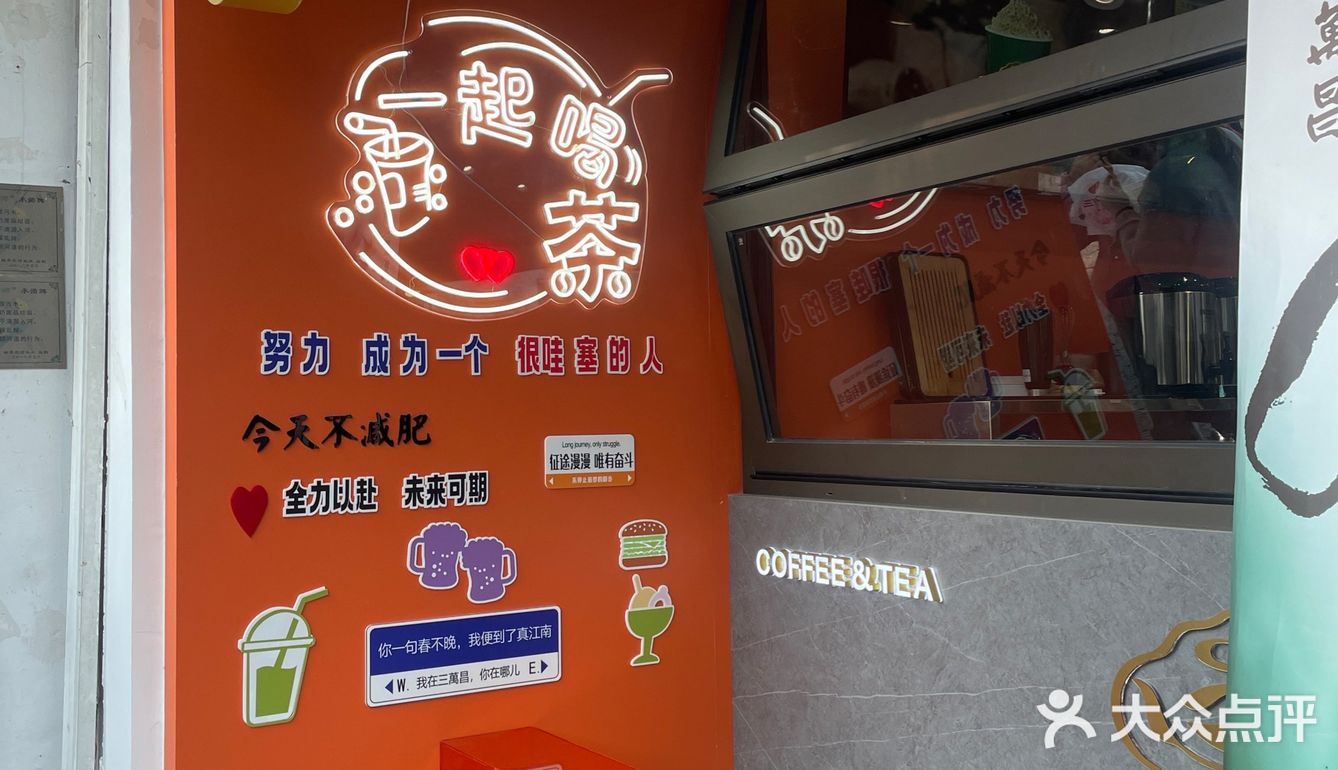 一起喝茶
努力 成为一个 很哇塞的人
今天不减肥
全力以赴 未来可期
Long journey, only struggle.
征途漫漫 唯有奋斗
你一句春不晚，我便到了真江南
W. 我在三萬昌，你在哪儿 E.
COFFEE & TEA
萬昌
大众点评